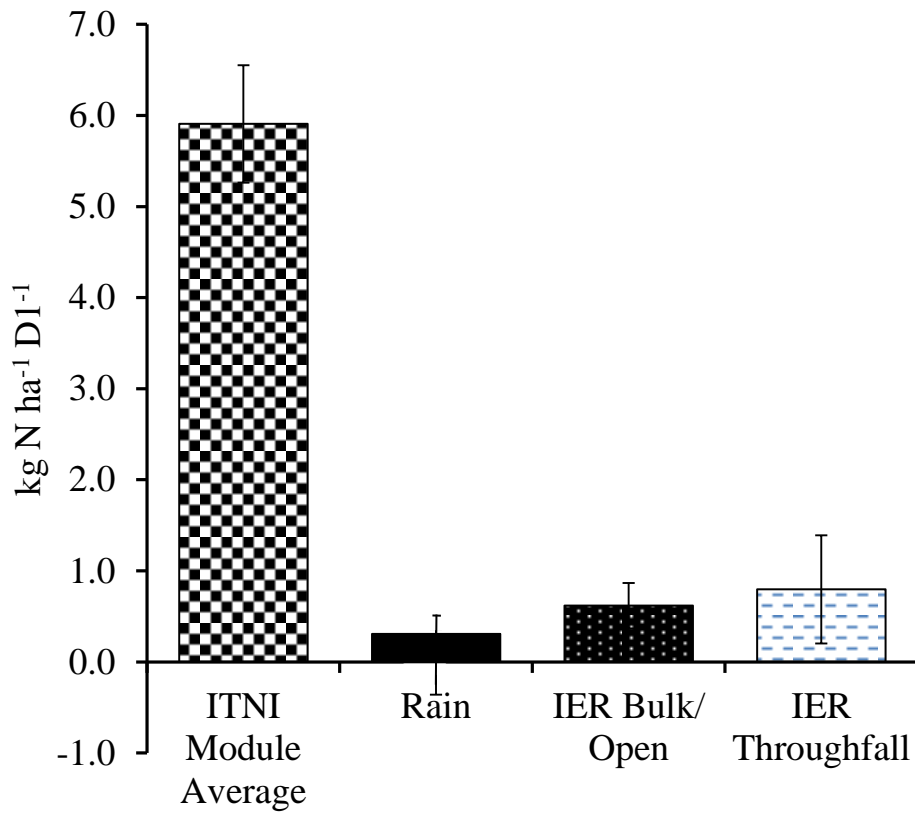 7.0
6.0
5.0
4.0
3.0
2.0
1.0
0.0
-1.0
kg N ha-1 D1-1
ITNI
Module
Average
Rain
IER Bulk/
Open
IER
Throughfall